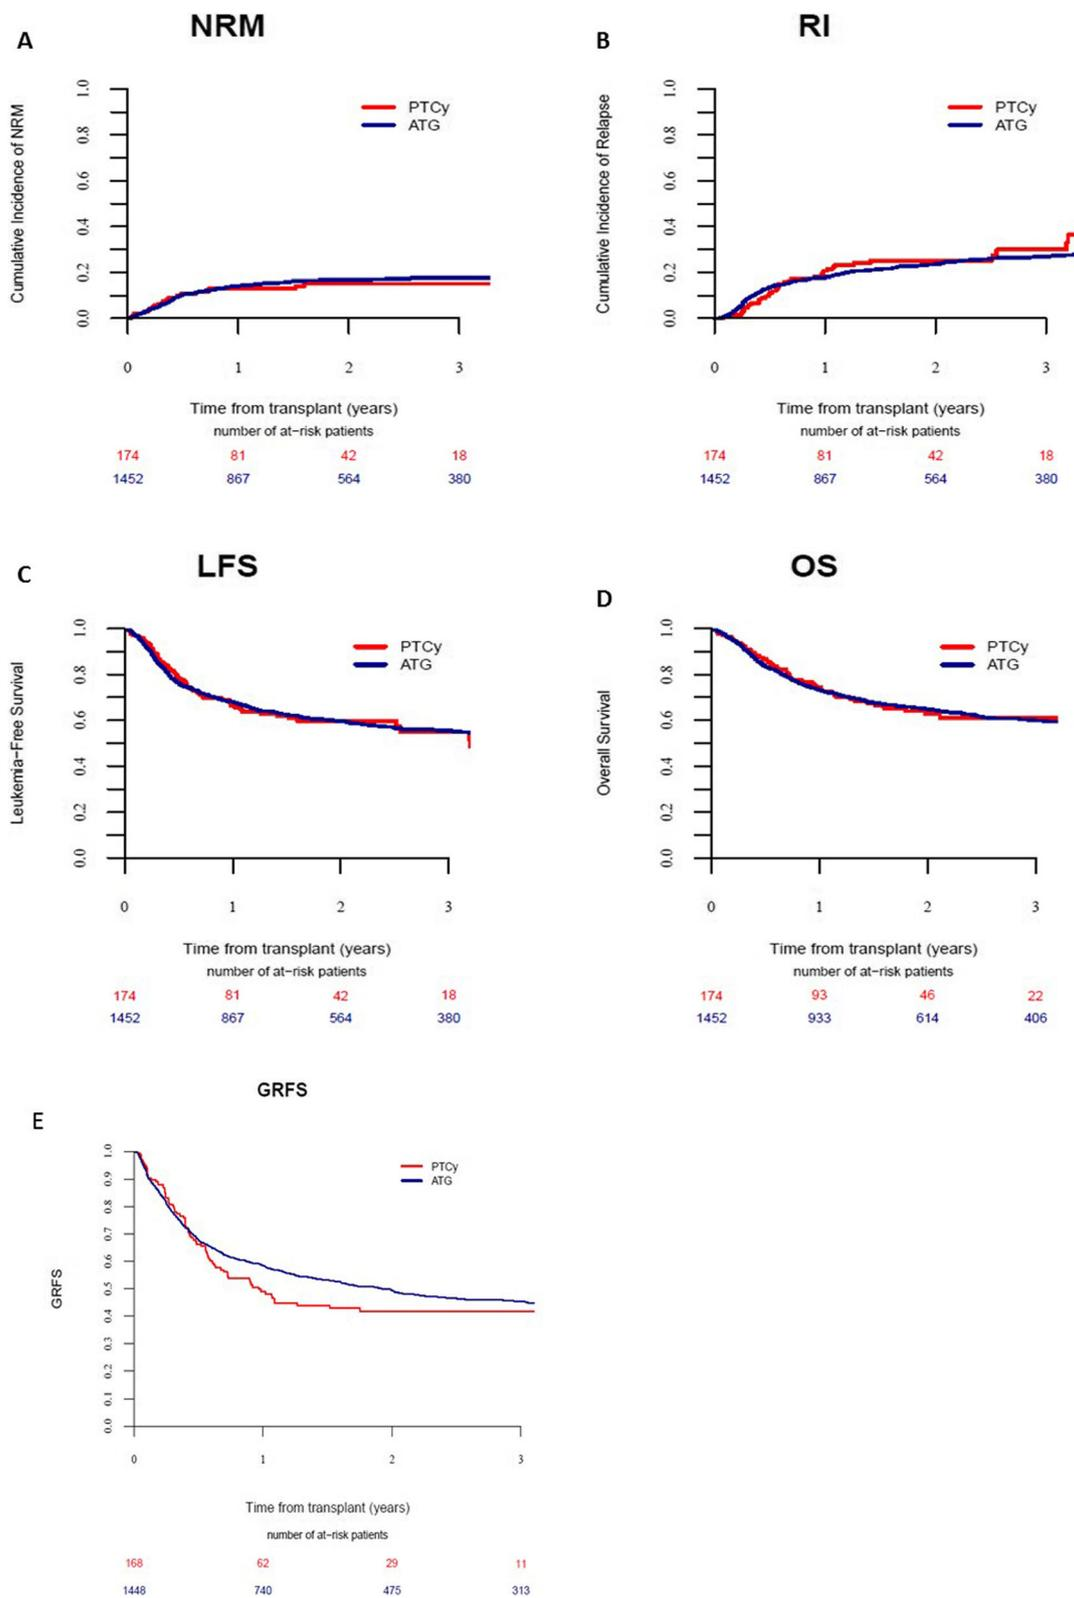 A
NRM
Cumulative Incidence of NRM
1.0
0.8
0.6
0.4
0.2
0.0
PTCy
ATG
0 1 2 3
Time from transplant (years)
number of at-risk patients
174 81 42 18
1452 867 564 380
B
RI
Cumulative Incidence of Relapse
1.0
0.8
0.6
0.4
0.2
0.0
PTCy
ATG
0 1 2 3
Time from transplant (years)
number of at-risk patients
174 81 42 18
1452 867 564 380
C
LFS
Leukemia-Free Survival
1.0
0.8
0.6
0.4
0.2
0.0
PTCy
ATG
0 1 2 3
Time from transplant (years)
number of at-risk patients
174 81 42 18
1452 867 564 380
D
OS
Overall Survival
1.0
0.8
0.6
0.4
0.2
0.0
PTCy
ATG
0 1 2 3
Time from transplant (years)
number of at-risk patients
174 93 46 22
1452 933 614 406
E
GRFS
GRFS
1.0
0.9
0.8
0.7
0.6
0.5
0.4
0.3
0.2
0.1
0.0
PTCy
ATG
0 1 2 3
Time from transplant (years)
number of at-risk patients
168 62 29 11
1448 740 475 313